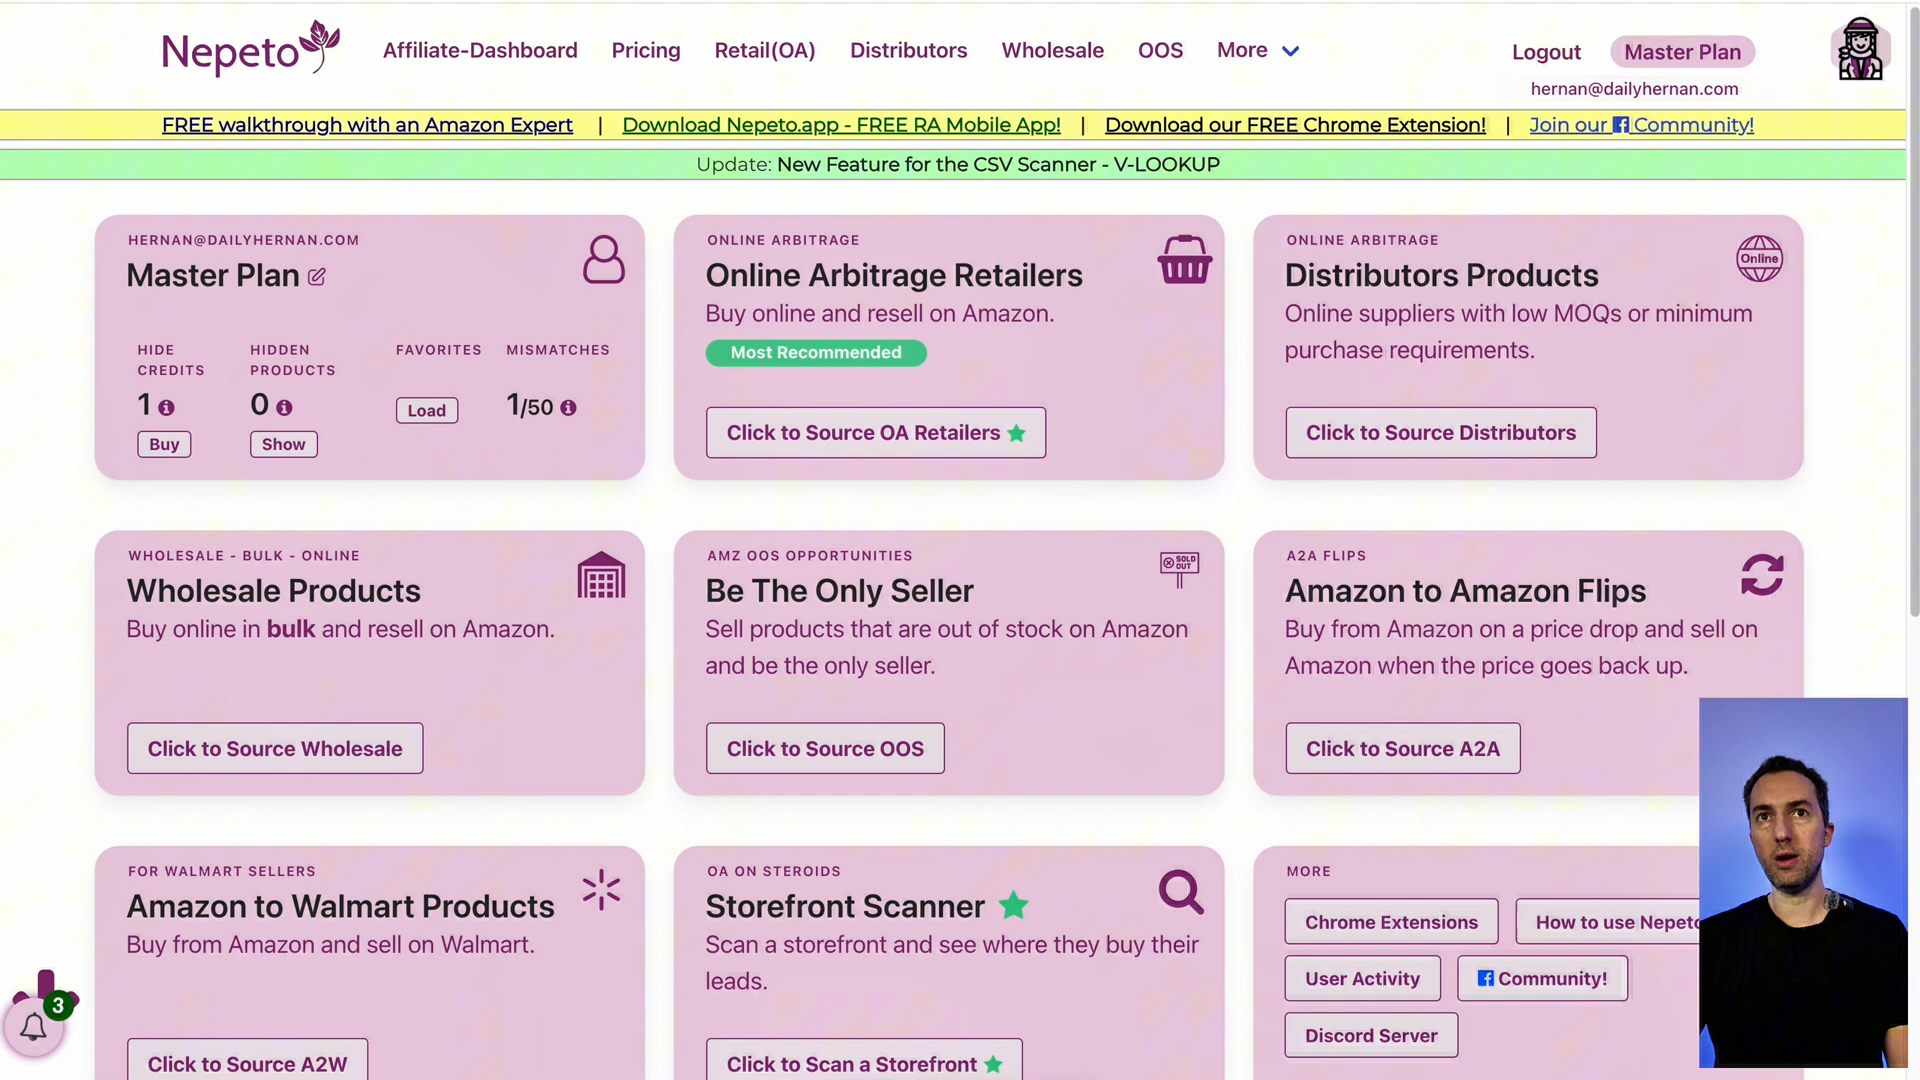 Nepeto
Affiliate-Dashboard
Pricing
Retail(OA)
Distributors
Wholesale
OOS
More
Logout
Master Plan
hernan@dailyhernan.com
FREE walkthrough with an Amazon Expert | Download Nepeto.app - FREE RA Mobile App! | Download our FREE Chrome Extension! | Join our Community!
Update: New Feature for the CSV Scanner - V-LOOKUP
HERNAN@DAILYHERNAN.COM
Master Plan
HIDE
CREDITS
1
Buy
HIDDEN
PRODUCTS
0
Show
FAVORITES
Load
MISMATCHES
1/50
ONLINE ARBITRAGE
Online Arbitrage Retailers
Buy online and resell on Amazon.
Most Recommended
Click to Source OA Retailers
ONLINE ARBITRAGE
Online
Distributors Products
Online suppliers with low MOQs or minimum
purchase requirements.
Click to Source Distributors
WHOLESALE - BULK - ONLINE
Wholesale Products
Buy online in bulk and resell on Amazon.
Click to Source Wholesale
AMZ OOS OPPORTUNITIES
SOLD
OUT
Be The Only Seller
Sell products that are out of stock on Amazon
and be the only seller.
Click to Source OOS
A2A FLIPS
Amazon to Amazon Flips
Buy from Amazon on a price drop and sell on
Amazon when the price goes back up.
Click to Source A2A
FOR WALMART SELLERS
Amazon to Walmart Products
Buy from Amazon and sell on Walmart.
Click to Source A2W
OA ON STEROIDS
Storefront Scanner
Scan a storefront and see where they buy their
leads.
Click to Scan a Storefront
MORE
Chrome Extensions
How to use Nepeto
User Activity
Community!
Discord Server
3